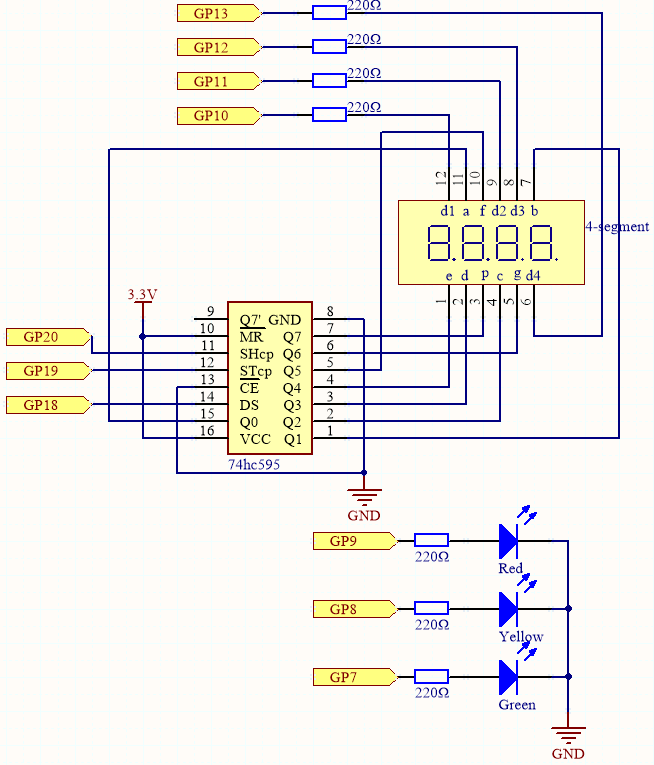 GP13 220Ω
GP12 220Ω
GP11 220Ω
GP10 220Ω
12 11 10 9 8 7
d1 a f d2 d3 b
4-segment
8.8.8.8.
e d p c g d4
1 2 3 4 5 6
3.3V
9 Q7' GND 8
10 MR Q7 7
GP20 11 SHcp Q6 6
GP19 12 STcp Q5 5
13 CE Q4 4
GP18 14 DS Q3 3
15 Q0 Q2 2
16 VCC Q1 1
74hc595
GND
GP9 220Ω Red
GP8 220Ω Yellow
GP7 220Ω Green
GND